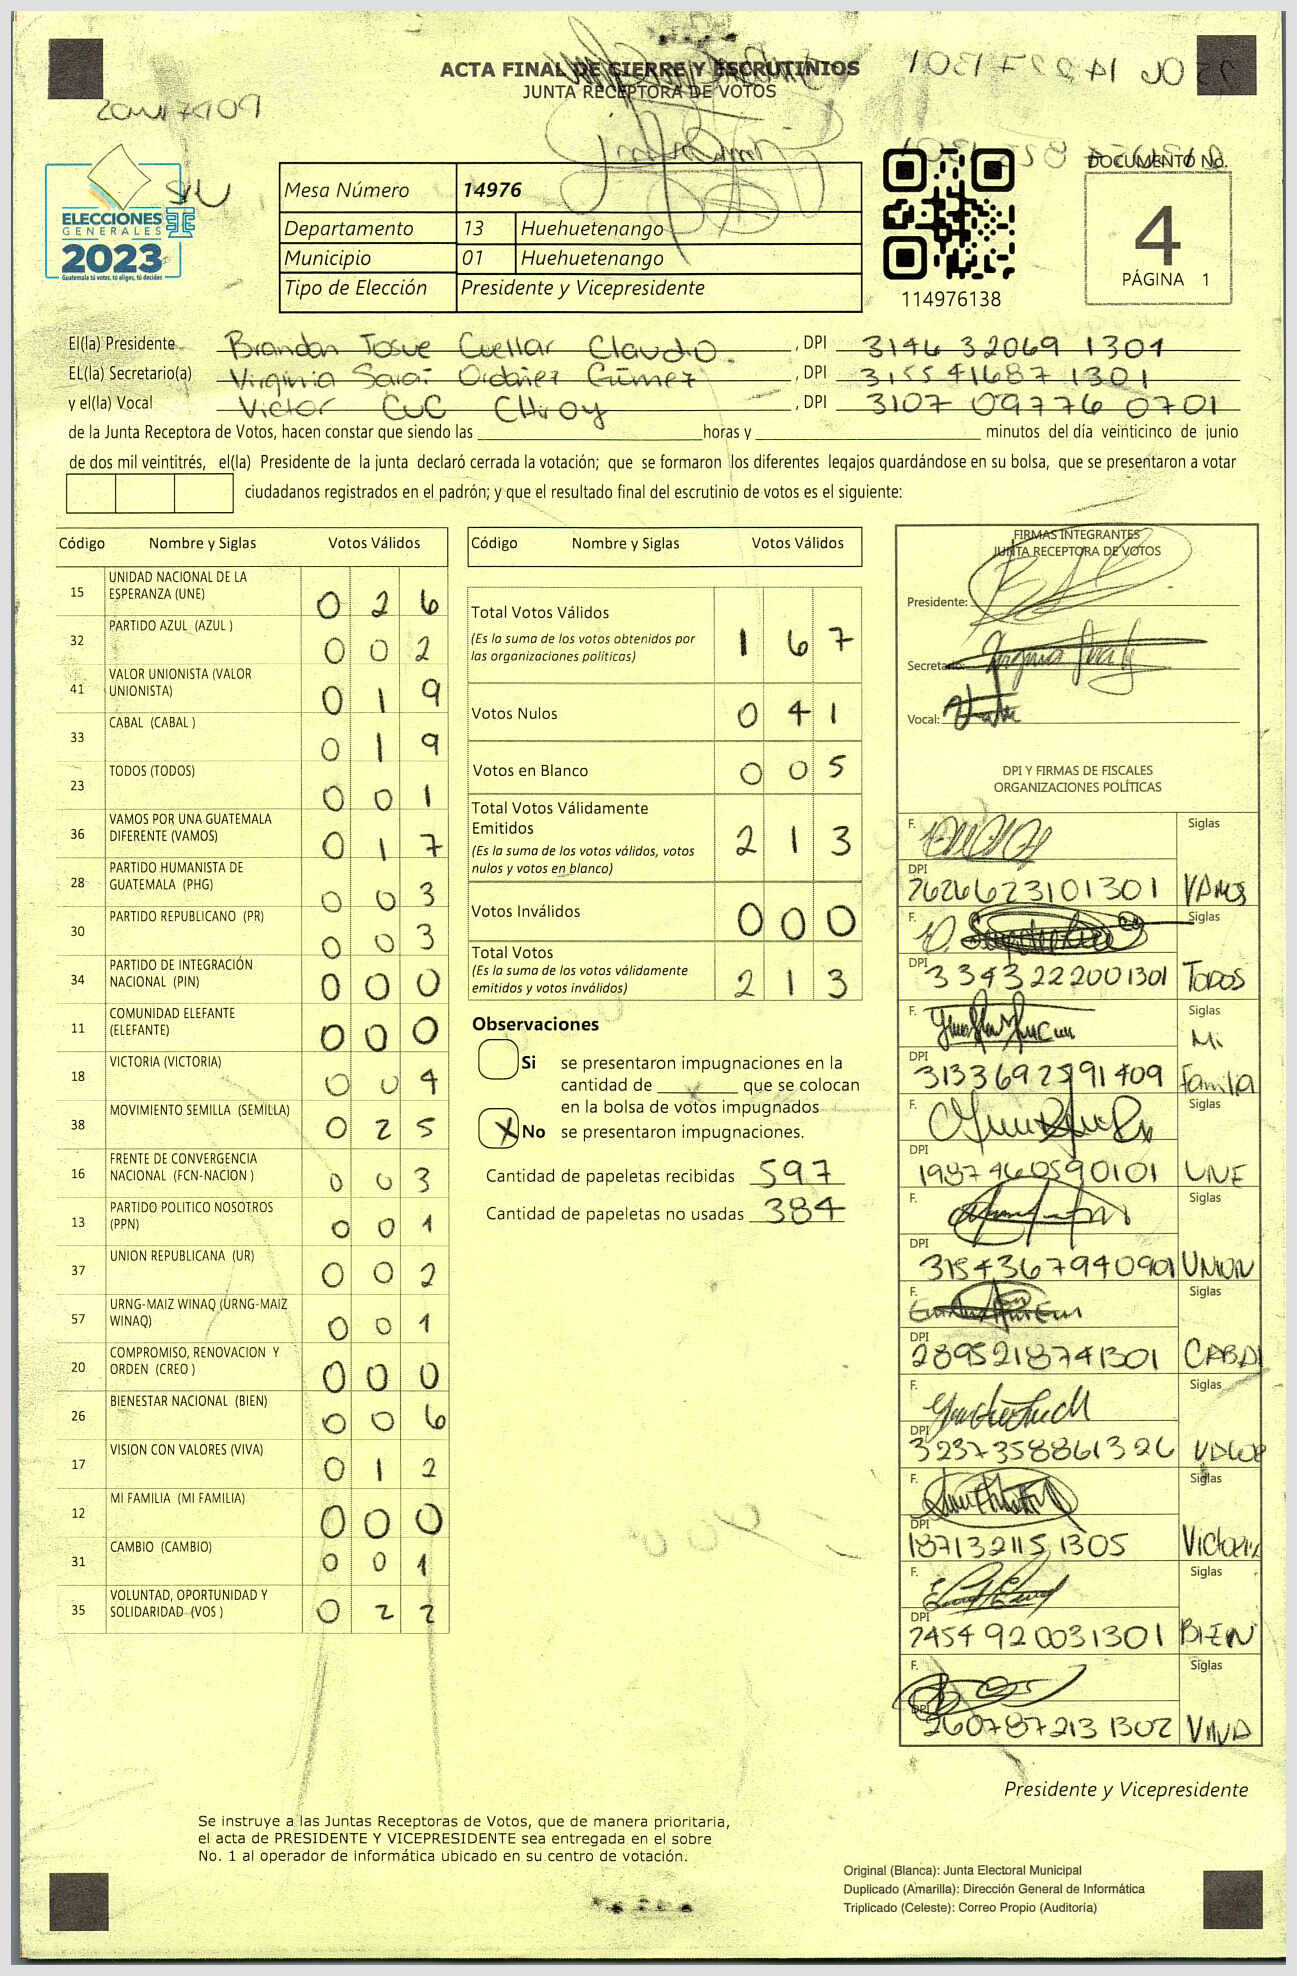 ACTA FINAL DE CIERRE Y ESCRUTINIOS
JUNTA RECEPTORA DE VOTOS
ELECCIONES
GENERALES
2023
Guatemala tú votas, tú eliges, tú decides
Mesa Número 14976
Departamento 13 Huehuetenango
Municipio 01 Huehuetenango
Tipo de Elección Presidente y Vicepresidente
114976138
DOCUMENTO No.
4
PÁGINA 1
El(la) Presidente Brandon Josue Cuellar Claudio. , DPI 3146 32069 1301
EL(la) Secretario(a) Virginia Sarai Ordoñez Gómez , DPI 315541687 1301
y el(la) Vocal Victor CUC CHoy , DPI 3107 09776 0701
de la Junta Receptora de Votos, hacen constar que siendo las horas y minutos del día veinticinco de junio
de dos mil veintitrés, el(la) Presidente de la junta declaró cerrada la votación; que se formaron los diferentes legajos quardándose en su bolsa, que se presentaron a votar
ciudadanos registrados en el padrón; y que el resultado final del escrutinio de votos es el siguiente:
Código Nombre y Siglas Votos Válidos
15 UNIDAD NACIONAL DE LA ESPERANZA (UNE) 0 2 6
32 PARTIDO AZUL (AZUL ) 0 0 2
41 VALOR UNIONISTA (VALOR UNIONISTA) 0 1 9
33 CABAL (CABAL ) 0 1 9
23 TODOS (TODOS) 0 0 1
36 VAMOS POR UNA GUATEMALA DIFERENTE (VAMOS) 0 1 7
28 PARTIDO HUMANISTA DE GUATEMALA (PHG) 0 0 3
30 PARTIDO REPUBLICANO (PR) 0 0 3
34 PARTIDO DE INTEGRACIÓN NACIONAL (PIN) 0 0 0
11 COMUNIDAD ELEFANTE (ELEFANTE) 0 0 0
18 VICTORIA (VICTORIA) 0 0 4
38 MOVIMIENTO SEMILLA (SEMILLA) 0 2 5
16 FRENTE DE CONVERGENCIA NACIONAL (FCN-NACION ) 0 0 3
13 PARTIDO POLITICO NOSOTROS (PPN) 0 0 1
37 UNION REPUBLICANA (UR) 0 0 2
57 URNG-MAIZ WINAQ (URNG-MAIZ WINAQ) 0 0 1
20 COMPROMISO, RENOVACION Y ORDEN (CREO ) 0 0 0
26 BIENESTAR NACIONAL (BIEN) 0 0 6
17 VISION CON VALORES (VIVA) 0 1 2
12 MI FAMILIA (MI FAMILIA) 0 0 0
31 CAMBIO (CAMBIO) 0 0 1
35 VOLUNTAD, OPORTUNIDAD Y SOLIDARIDAD (VOS ) 0 2 2
Código Nombre y Siglas Votos Válidos
Total Votos Válidos 1 6 7
(Es la suma de los votos obtenidos por
las organizaciones políticas)
Votos Nulos 0 4 1
Votos en Blanco 0 0 5
Total Votos Válidamente
Emitidos 2 1 3
(Es la suma de los votos válidos, votos
nulos y votos en blanco)
Votos Inválidos 0 0 0
Total Votos
(Es la suma de los votos válidamente
emitidos y votos inválidos) 2 1 3
Observaciones
Si se presentaron impugnaciones en la
cantidad de que se colocan
en la bolsa de votos impugnados
X No se presentaron impugnaciones.
Cantidad de papeletas recibidas 597
Cantidad de papeletas no usadas 384
FIRMAS INTEGRANTES
JUNTA RECEPTORA DE VOTOS
Presidente:
Secretario:
Vocal:
DPI Y FIRMAS DE FISCALES
ORGANIZACIONES POLÍTICAS
F. Siglas
DPI 2626623101301 VAMOS
F. Siglas
DPI 3343222001301 TODOS
F. Siglas
DPI 3133692591409 Mi Familia
F. Siglas
DPI 1987460590101 UNE
F. Siglas
DPI 3154367940901 UNION
F. Siglas
DPI 2895218741301 CABAL
F. Siglas
DPI 3237358861326 VALOR
F. Siglas
DPI 187132115 1305 Victoria
F. Siglas
DPI 2454920031301 BIEN
F. Siglas
DPI 2607872131302 VIVA
Presidente y Vicepresidente
Se instruye a las Juntas Receptoras de Votos, que de manera prioritaria,
el acta de PRESIDENTE Y VICEPRESIDENTE sea entregada en el sobre
No. 1 al operador de informática ubicado en su centro de votación.
Original (Blanca): Junta Electoral Municipal
Duplicado (Amarilla): Dirección General de Informática
Triplicado (Celeste): Correo Propio (Auditoría)